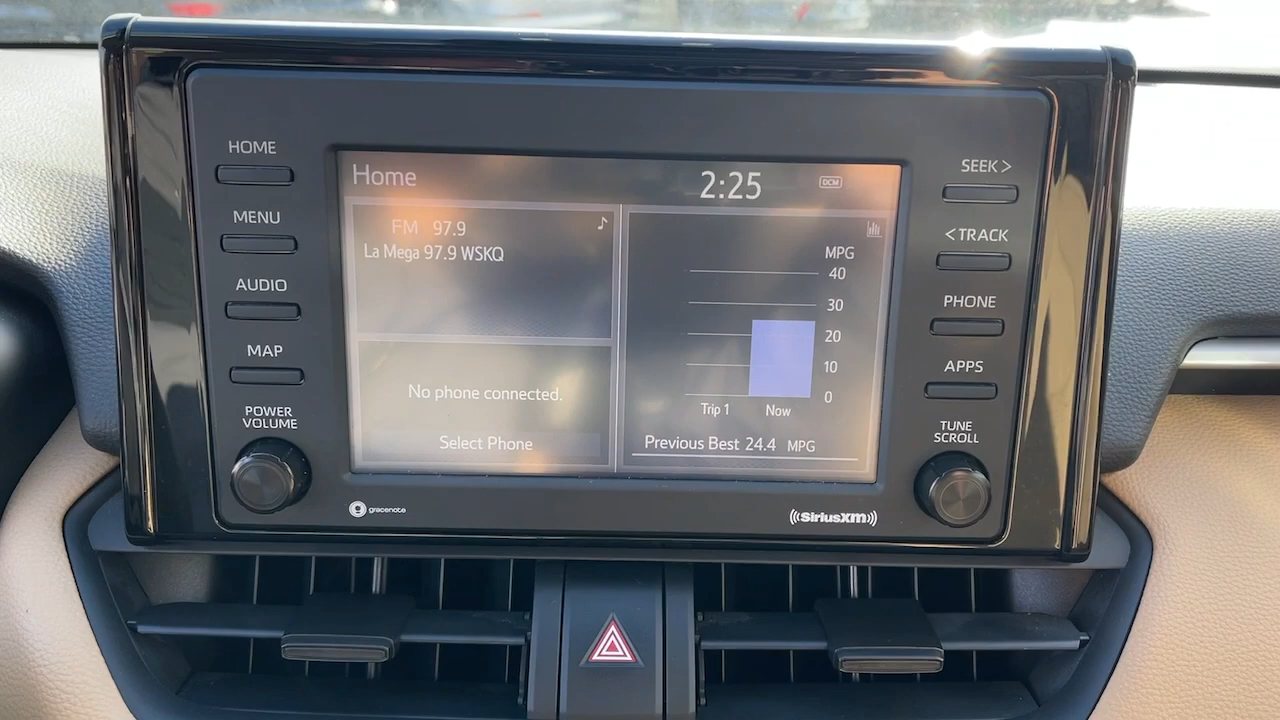 HOME
MENU
AUDIO
MAP
POWER
VOLUME
Home
2:25
DCM
FM 97.9
La Mega 97.9 WSKQ
No phone connected.
Select Phone
MPG
40
30
20
10
0
Trip 1 Now
Previous Best 24.4 MPG
SEEK >
< TRACK
PHONE
APPS
TUNE
SCROLL
gracenote
SiriusXM